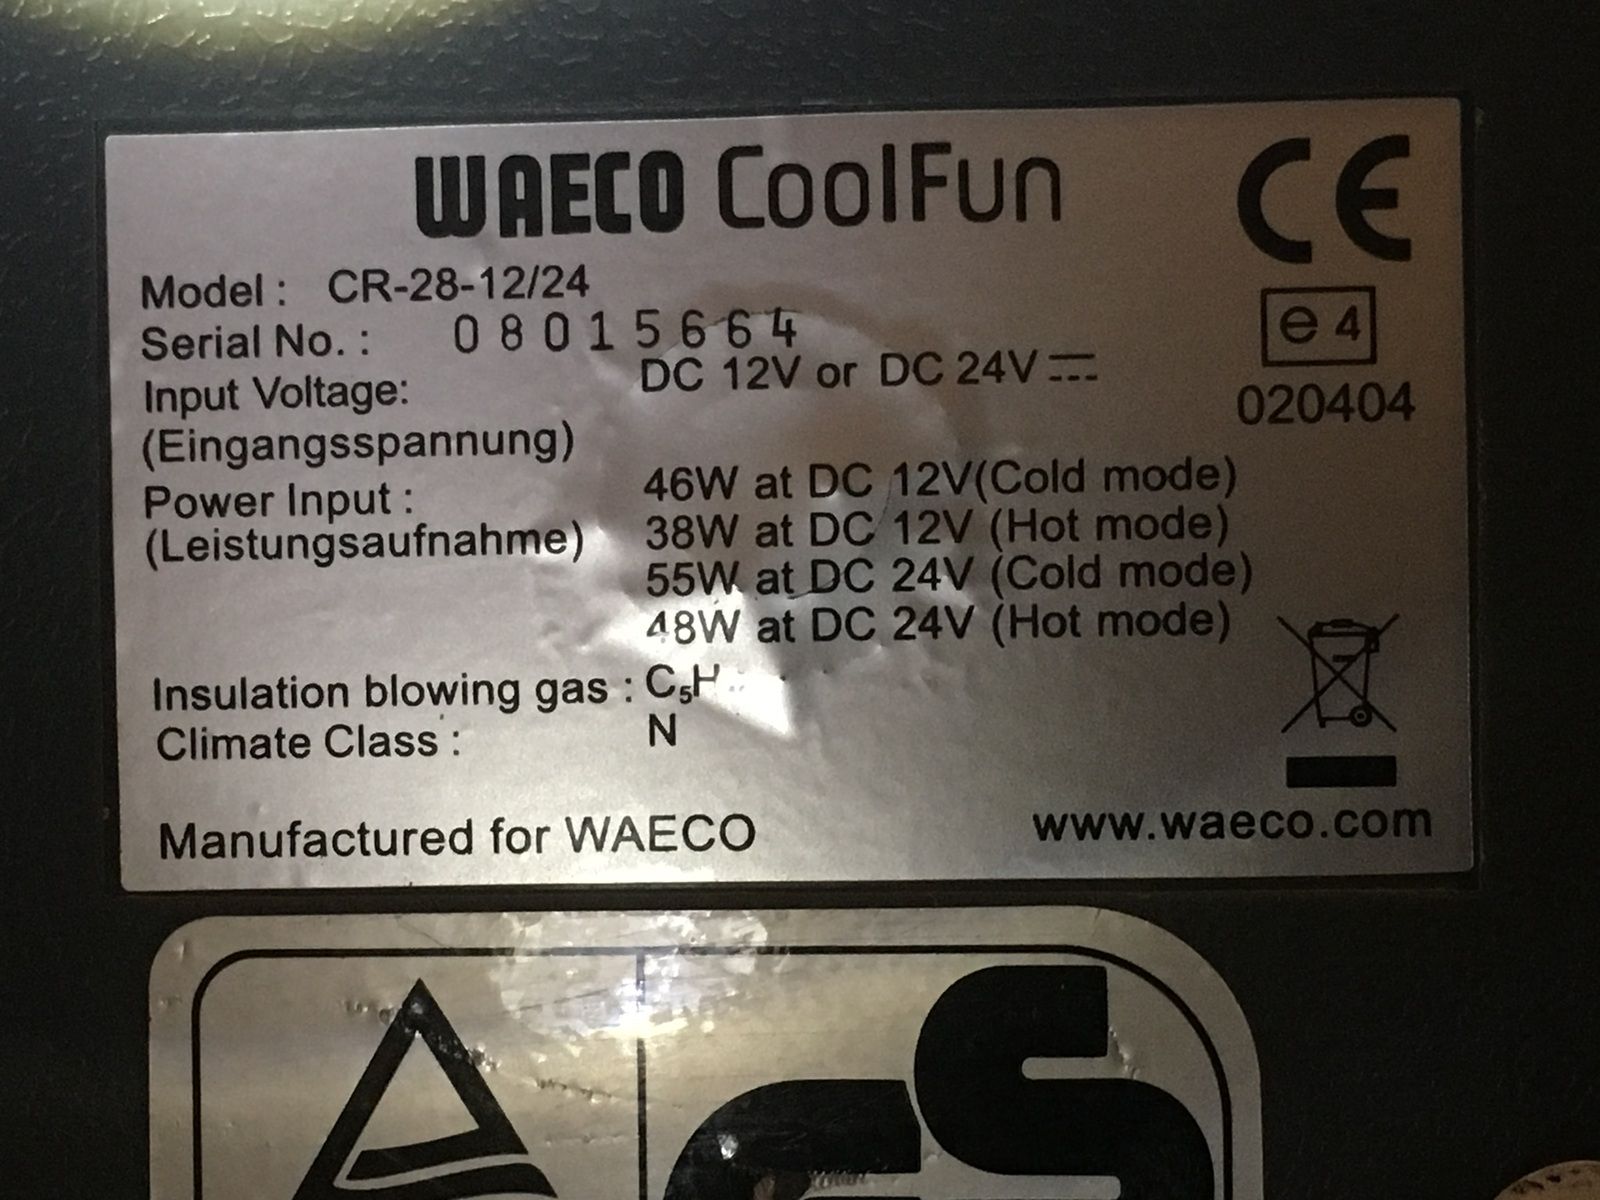 WAECO CoolFun
CE
Model : CR-28-12/24
Serial No. : 08015664
e4
Input Voltage: DC 12V or DC 24V
020404
(Eingangsspannung)
Power Input : 46W at DC 12V(Cold mode)
(Leistungsaufnahme) 38W at DC 12V (Hot mode)
55W at DC 24V (Cold mode)
48W at DC 24V (Hot mode)
Insulation blowing gas :
Climate Class : N
Manufactured for WAECO
www.waeco.com